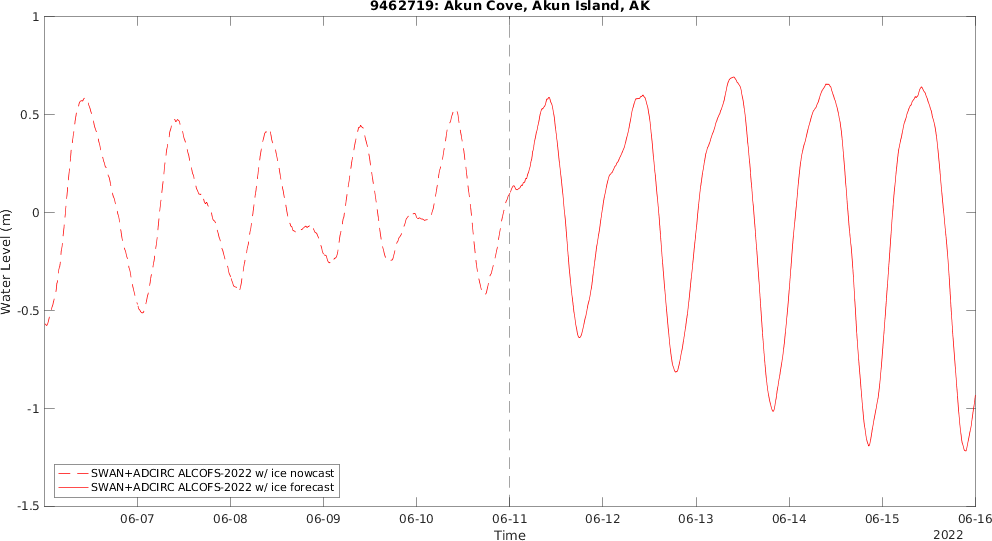 9462719: Akun Cove, Akun Island, AK
1
0.5
0
-0.5
-1
-1.5
Water Level (m)
SWAN+ADCIRC ALCOFS-2022 w/ ice nowcast
SWAN+ADCIRC ALCOFS-2022 w/ ice forecast
06-07 06-08 06-09 06-10 06-11 06-12 06-13 06-14 06-15 06-16
Time
2022